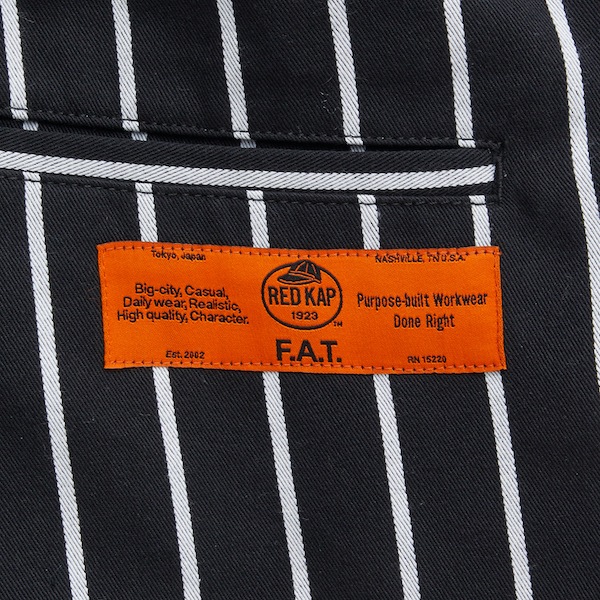 Tokyo, Japan
Big-city, Casual,
Daily wear, Realistic,
High quality, Character.
Est. 2002
RED KAP
1923
TM
F.A.T.
NASHVILLE, TN U.S.A.
Purpose-built Workwear
Done Right
RN 15220